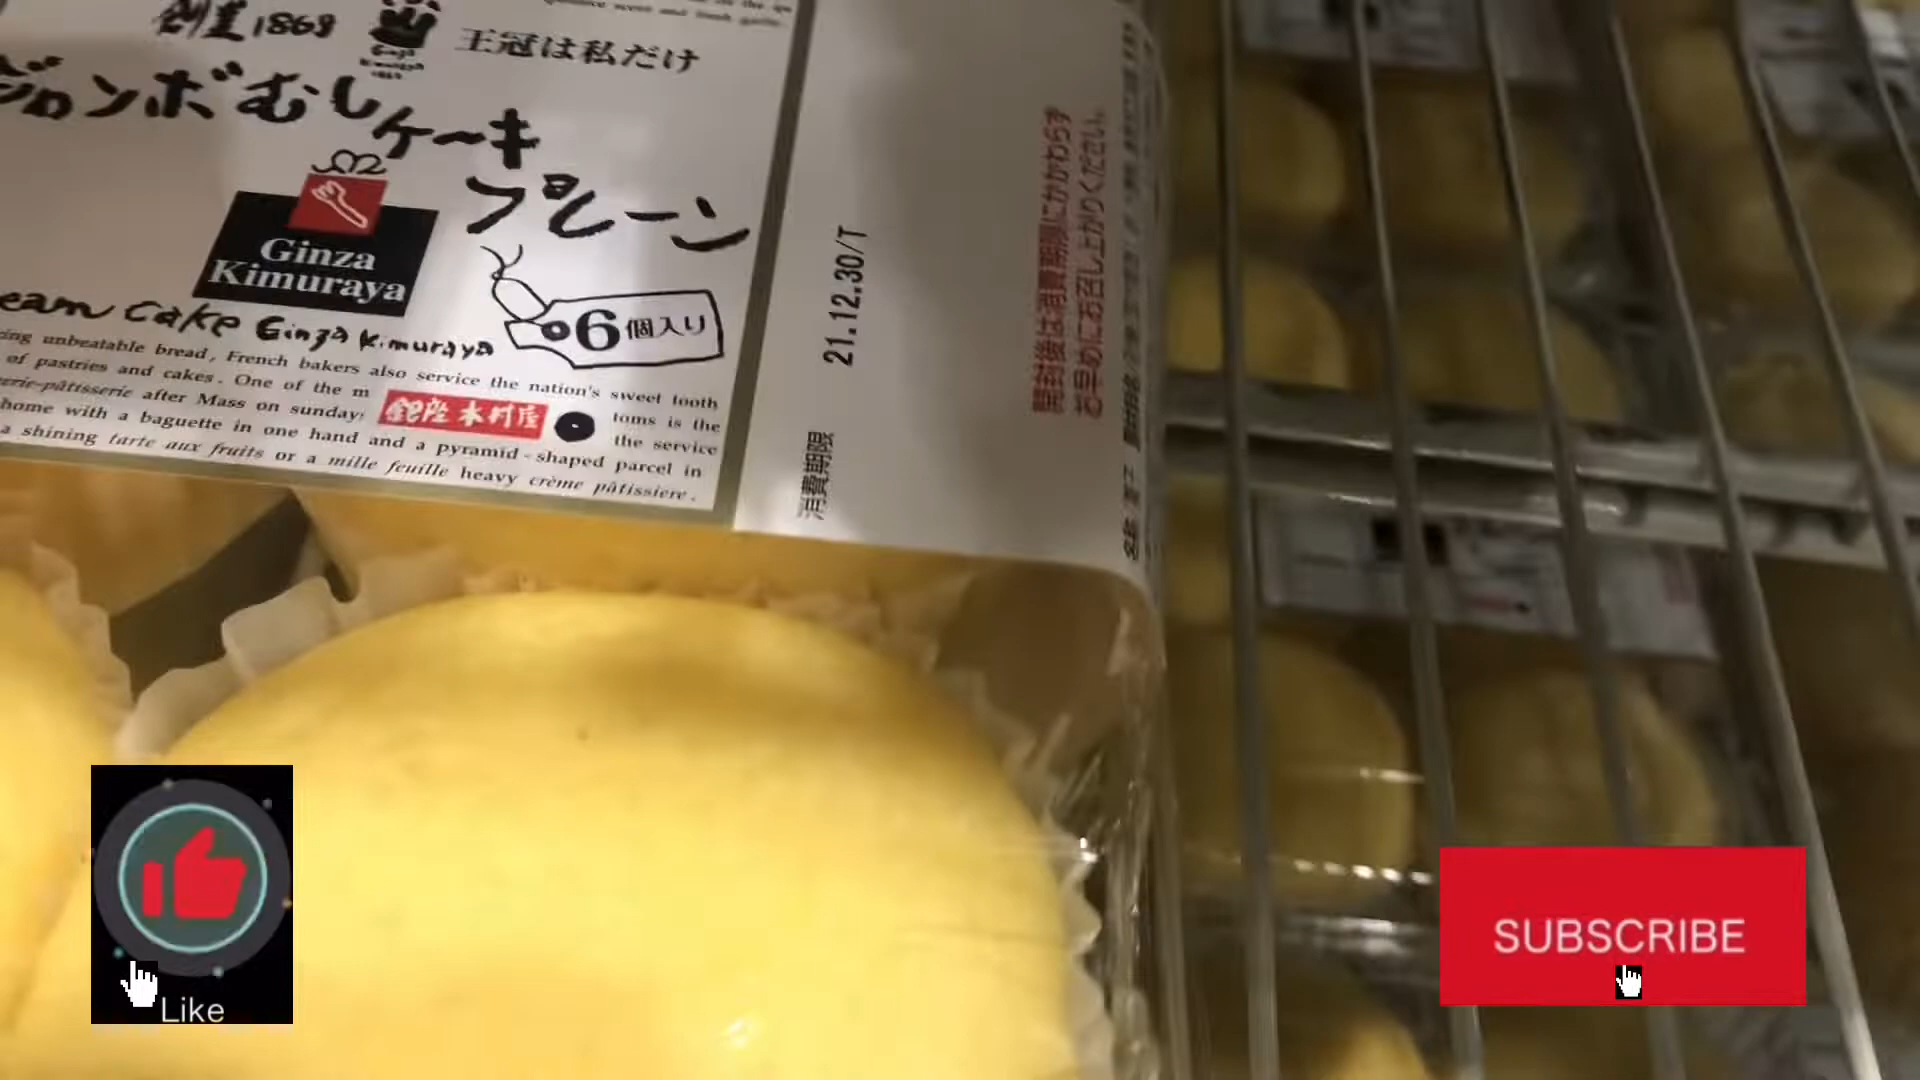 創業1869
Ginza
Kimuraya
王冠は私だけ
ジャンボむし
ケーキ
プレーン
Ginza
Kimuraya
eam Cake Ginza Kimuraya
6個入り
ing unbeatable bread, French bakers also service the nation's sweet tooth
of pastries and cakes. One of the m
erie-pâtisserie after Mass on sunday
toms is the
home with a baguette in one hand and a pyramid-shaped parcel in
the service
a shining tarte aux fruits or a mille feuille heavy crème pâtissiere.
銀座木村屋
消費期限
21.12.30/T
開封後は消費期限にかかわらず
お早めにお召し上がりください。
Like
SUBSCRIBE